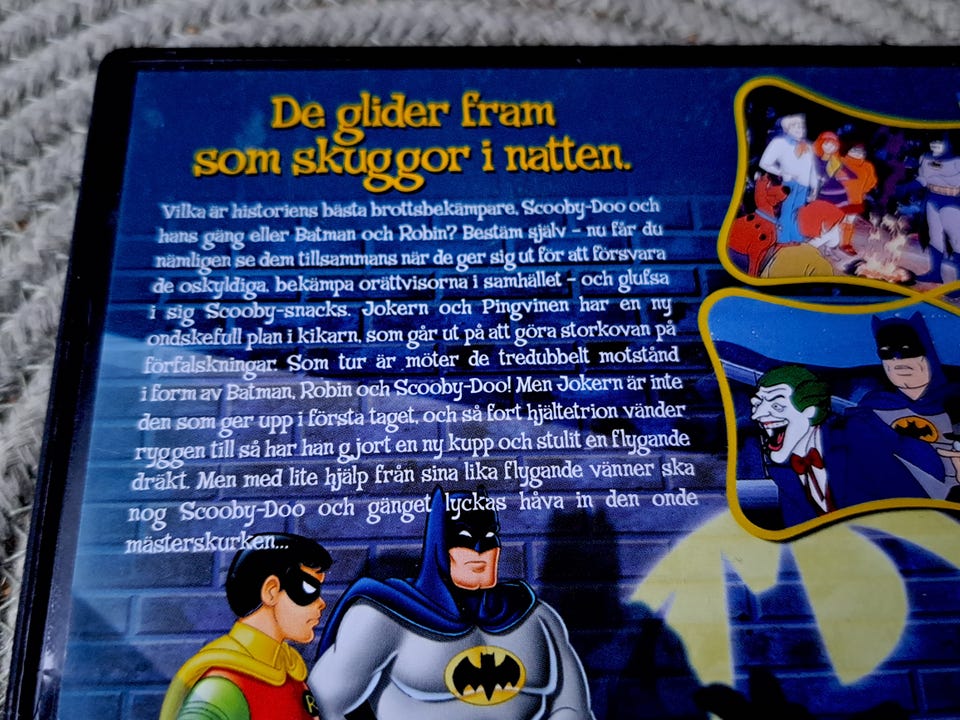 De glider fram
som skuggor i natten.
Vilka är historiens bästa brottsbekämpare, Scooby-Doo och
hans gäng eller Batman och Robin? Bestäm själv – nu får du
nämligen se dem tillsammans när de ger sig ut för att försvara
de oskyldiga, bekämpa orättvisorna i samhället – och glufsa
i sig Scooby-snacks. Jokern och Pingvinen har en ny
ondskefull plan i kikarn, som går ut på att göra storkovan på
förfalskningar. Som tur är möter de tredubbelt motstånd
i form av Batman, Robin och Scooby-Doo! Men Jokern är inte
den som ger upp i första taget, och så fort hjältetrion vänder
ryggen till så har han gjort en ny kupp och stulit en flygande
dräkt. Men med lite hjälp från sina lika flygande vänner ska
nog Scooby-Doo och gänget lyckas håva in den onde
mästerskurken...
R